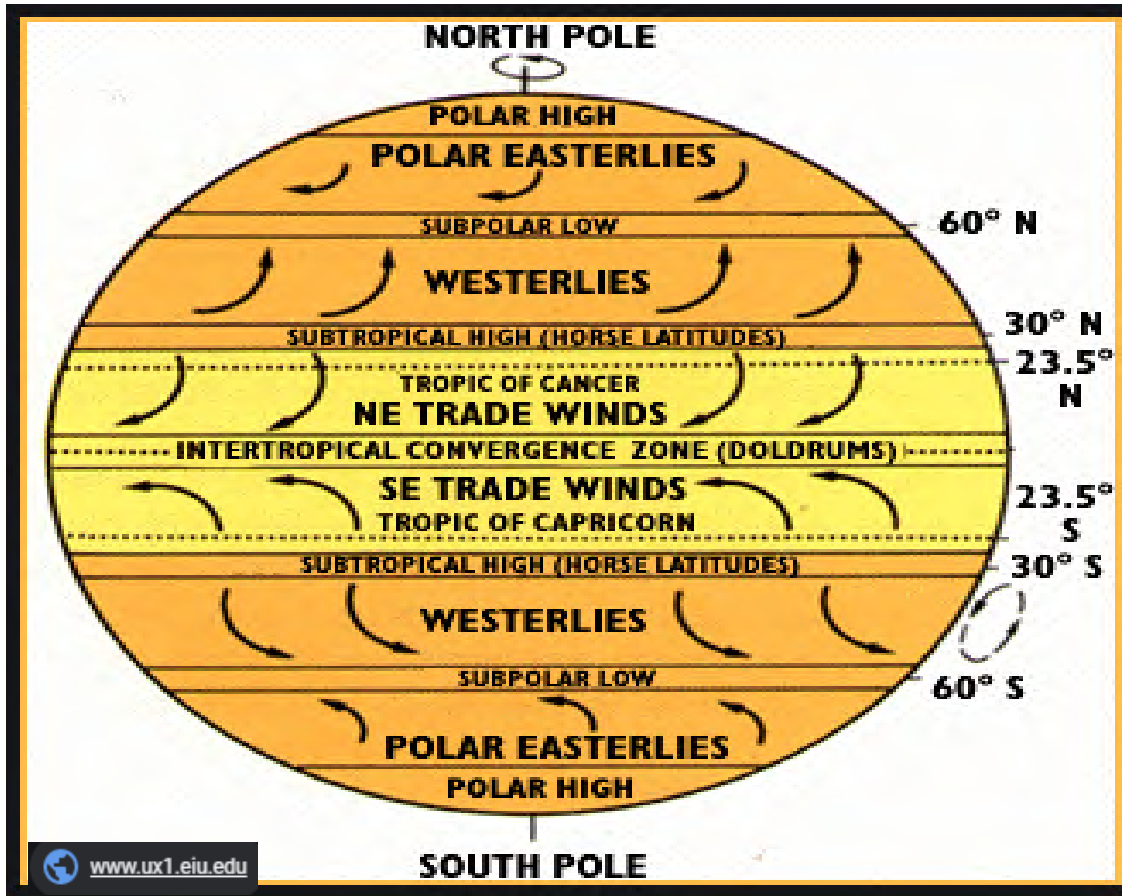 NORTH POLE
POLAR HIGH
POLAR EASTERLIES
SUBPOLAR LOW
60° N
WESTERLIES
30° N
SUBTROPICAL HIGH (HORSE LATITUDES)
23.5°
N
TROPIC OF CANCER
NE TRADE WINDS
INTERTROPICAL CONVERGENCE ZONE (DOLDRUMS)
SE TRADE WINDS
23.5°
S
TROPIC OF CAPRICORN
SUBTROPICAL HIGH (HORSE LATITUDES)
30° S
WESTERLIES
SUBPOLAR LOW
60° S
POLAR EASTERLIES
POLAR HIGH
SOUTH POLE
www.ux1.eiu.edu